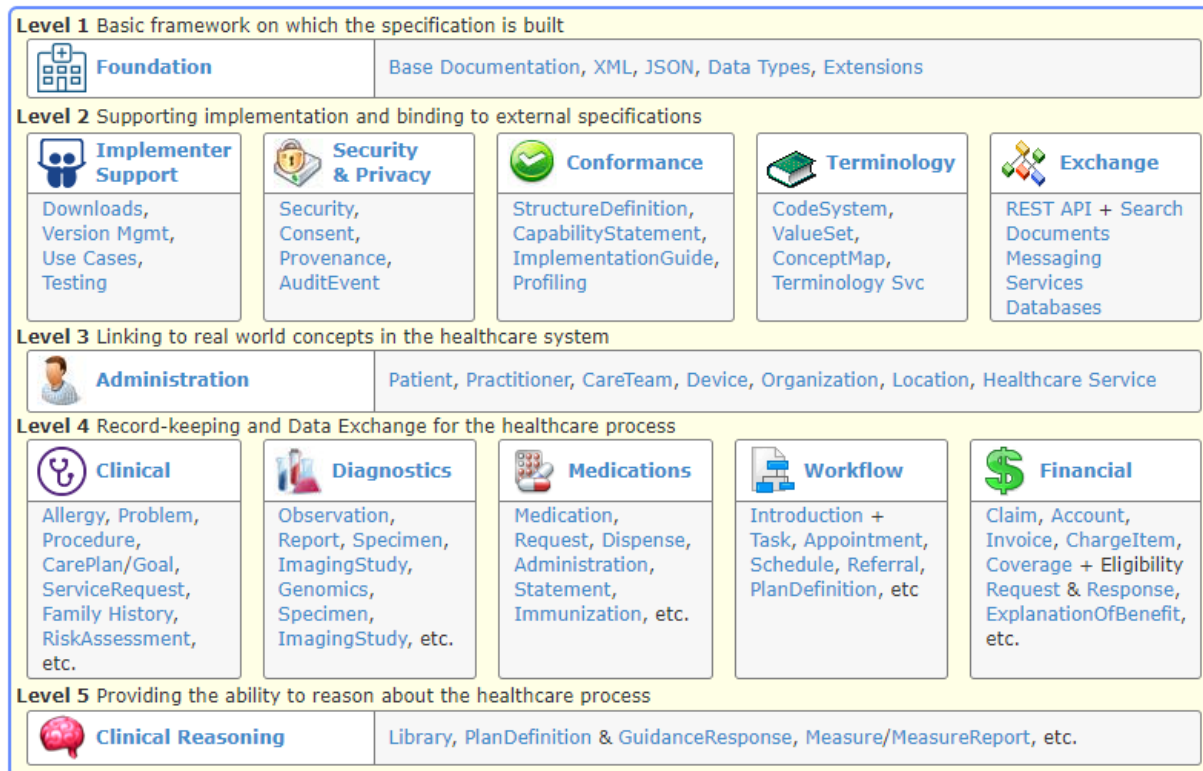 Level 1 Basic framework on which the specification is built
Foundation
Base Documentation, XML, JSON, Data Types, Extensions
Level 2 Supporting implementation and binding to external specifications
Implementer
Support
Downloads,
Version Mgmt,
Use Cases,
Testing
Security
& Privacy
Security,
Consent,
Provenance,
AuditEvent
Conformance
StructureDefinition,
CapabilityStatement,
ImplementationGuide,
Profiling
Terminology
CodeSystem,
ValueSet,
ConceptMap,
Terminology Svc
Exchange
REST API + Search
Documents
Messaging
Services
Databases
Level 3 Linking to real world concepts in the healthcare system
Administration
Patient, Practitioner, CareTeam, Device, Organization, Location, Healthcare Service
Level 4 Record-keeping and Data Exchange for the healthcare process
Clinical
Allergy, Problem,
Procedure,
CarePlan/Goal,
ServiceRequest,
Family History,
RiskAssessment,
etc.
Diagnostics
Observation,
Report, Specimen,
ImagingStudy,
Genomics,
Specimen,
ImagingStudy, etc.
Medications
Medication,
Request, Dispense,
Administration,
Statement,
Immunization, etc.
Workflow
Introduction +
Task, Appointment,
Schedule, Referral,
PlanDefinition, etc
Financial
Claim, Account,
Invoice, ChargeItem,
Coverage + Eligibility
Request & Response,
ExplanationOfBenefit,
etc.
Level 5 Providing the ability to reason about the healthcare process
Clinical Reasoning
Library, PlanDefinition & GuidanceResponse, Measure/MeasureReport, etc.